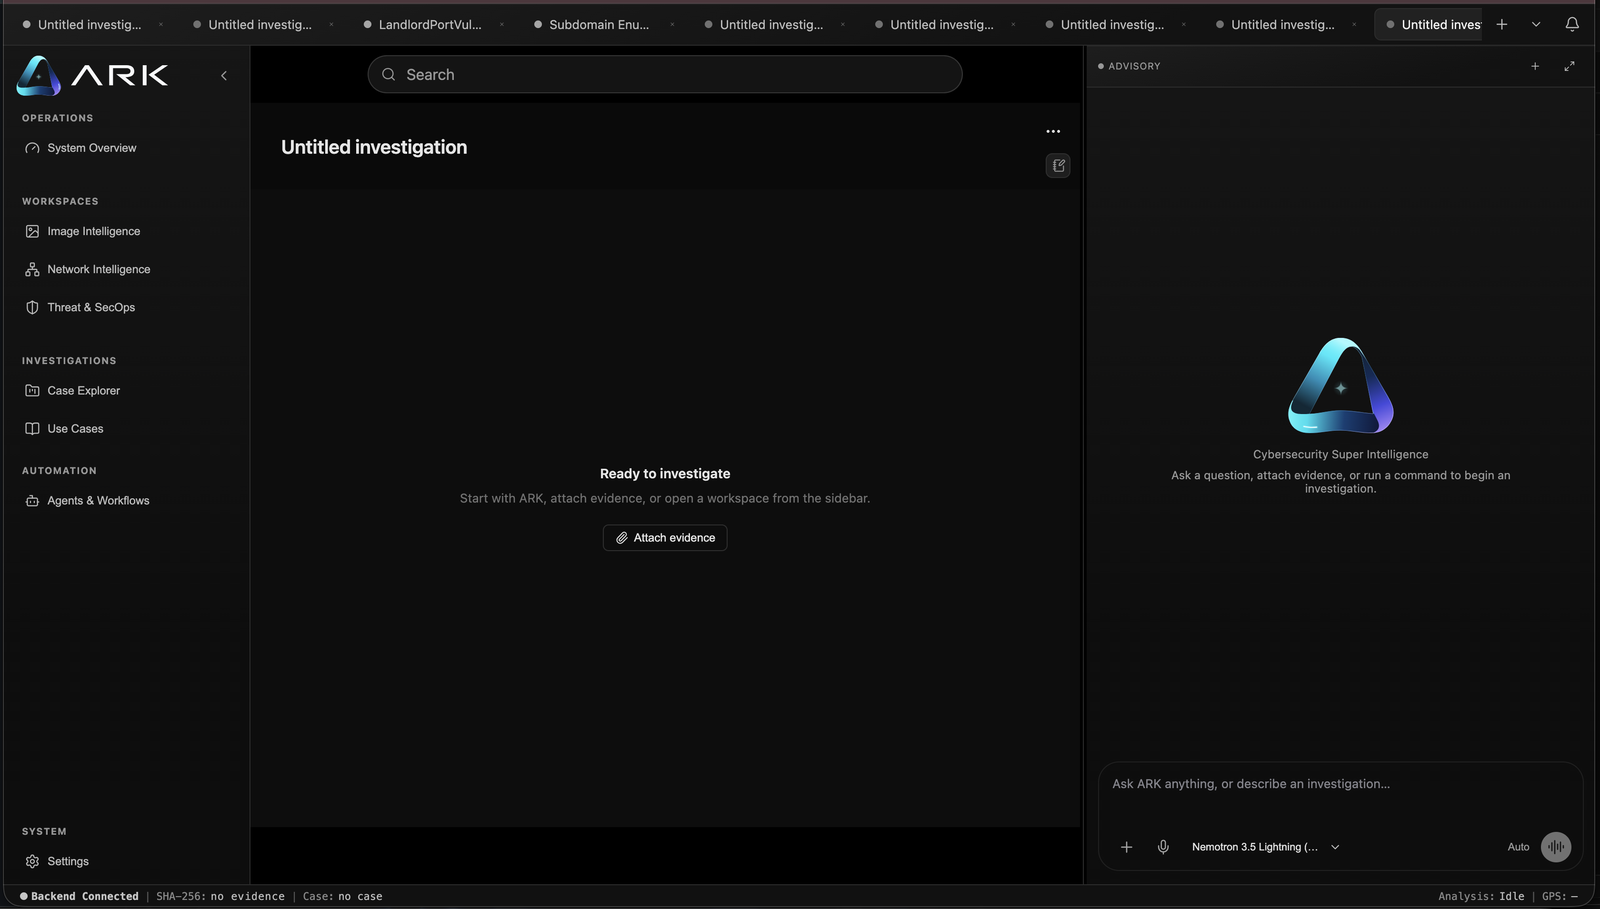 Untitled investig...
Untitled investig...
LandlordPortVul...
Subdomain Enu...
Untitled investig...
Untitled investig...
Untitled investig...
Untitled investig...
Untitled inves
ARK
OPERATIONS
System Overview
WORKSPACES
Image Intelligence
Network Intelligence
Threat & SecOps
INVESTIGATIONS
Case Explorer
Use Cases
AUTOMATION
Agents & Workflows
SYSTEM
Settings
Search
Untitled investigation
Ready to investigate
Start with ARK, attach evidence, or open a workspace from the sidebar.
Attach evidence
ADVISORY
Cybersecurity Super Intelligence
Ask a question, attach evidence, or run a command to begin an
investigation.
Ask ARK anything, or describe an investigation...
Nemotron 3.5 Lightning (...
Auto
Backend Connected | SHA-256: no evidence | Case: no case
Analysis: Idle | GPS: —